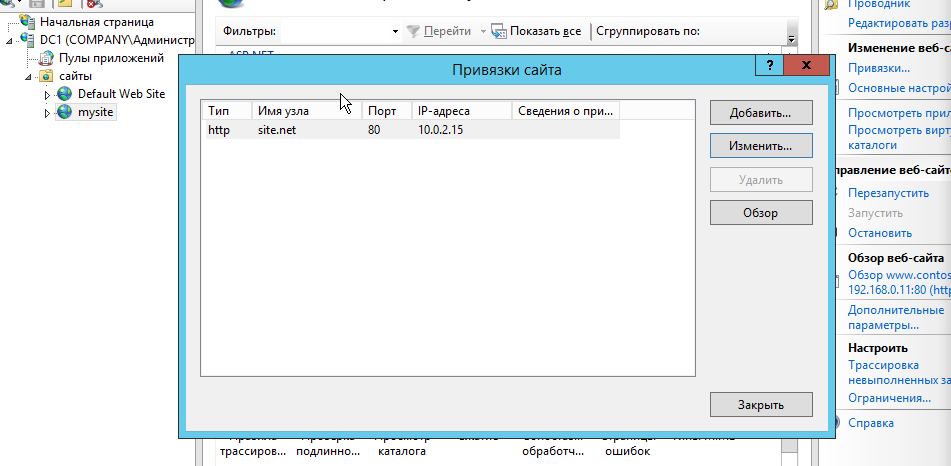 Фильтры:
Перейти
Показать все
Сгруппировать по:
Начальная страница
DC1 (COMPANY\Администр
Пулы приложений
сайты
Default Web Site
mysite
Привязки сайта
?
X
Тип
Имя узла
Порт
IP-адреса
Сведения о при...
http
site.net
80
10.0.2.15
Добавить...
Изменить...
Удалить
Обзор
Закрыть
Проводник
Редактировать разр
Изменение веб-са
Привязки...
Основные настрой
Просмотреть прил
Просмотреть вирт
каталоги
правление веб-сайт
Перезапустить
Запустить
Остановить
Обзор веб-сайта
Обзор www.contos
192.168.0.11:80 (http
Дополнительные
параметры...
Настроить
Трассировка
невыполненных за
Ограничения...
Справка
трассиров...
подлинно...
каталога
обработч...
ошибок